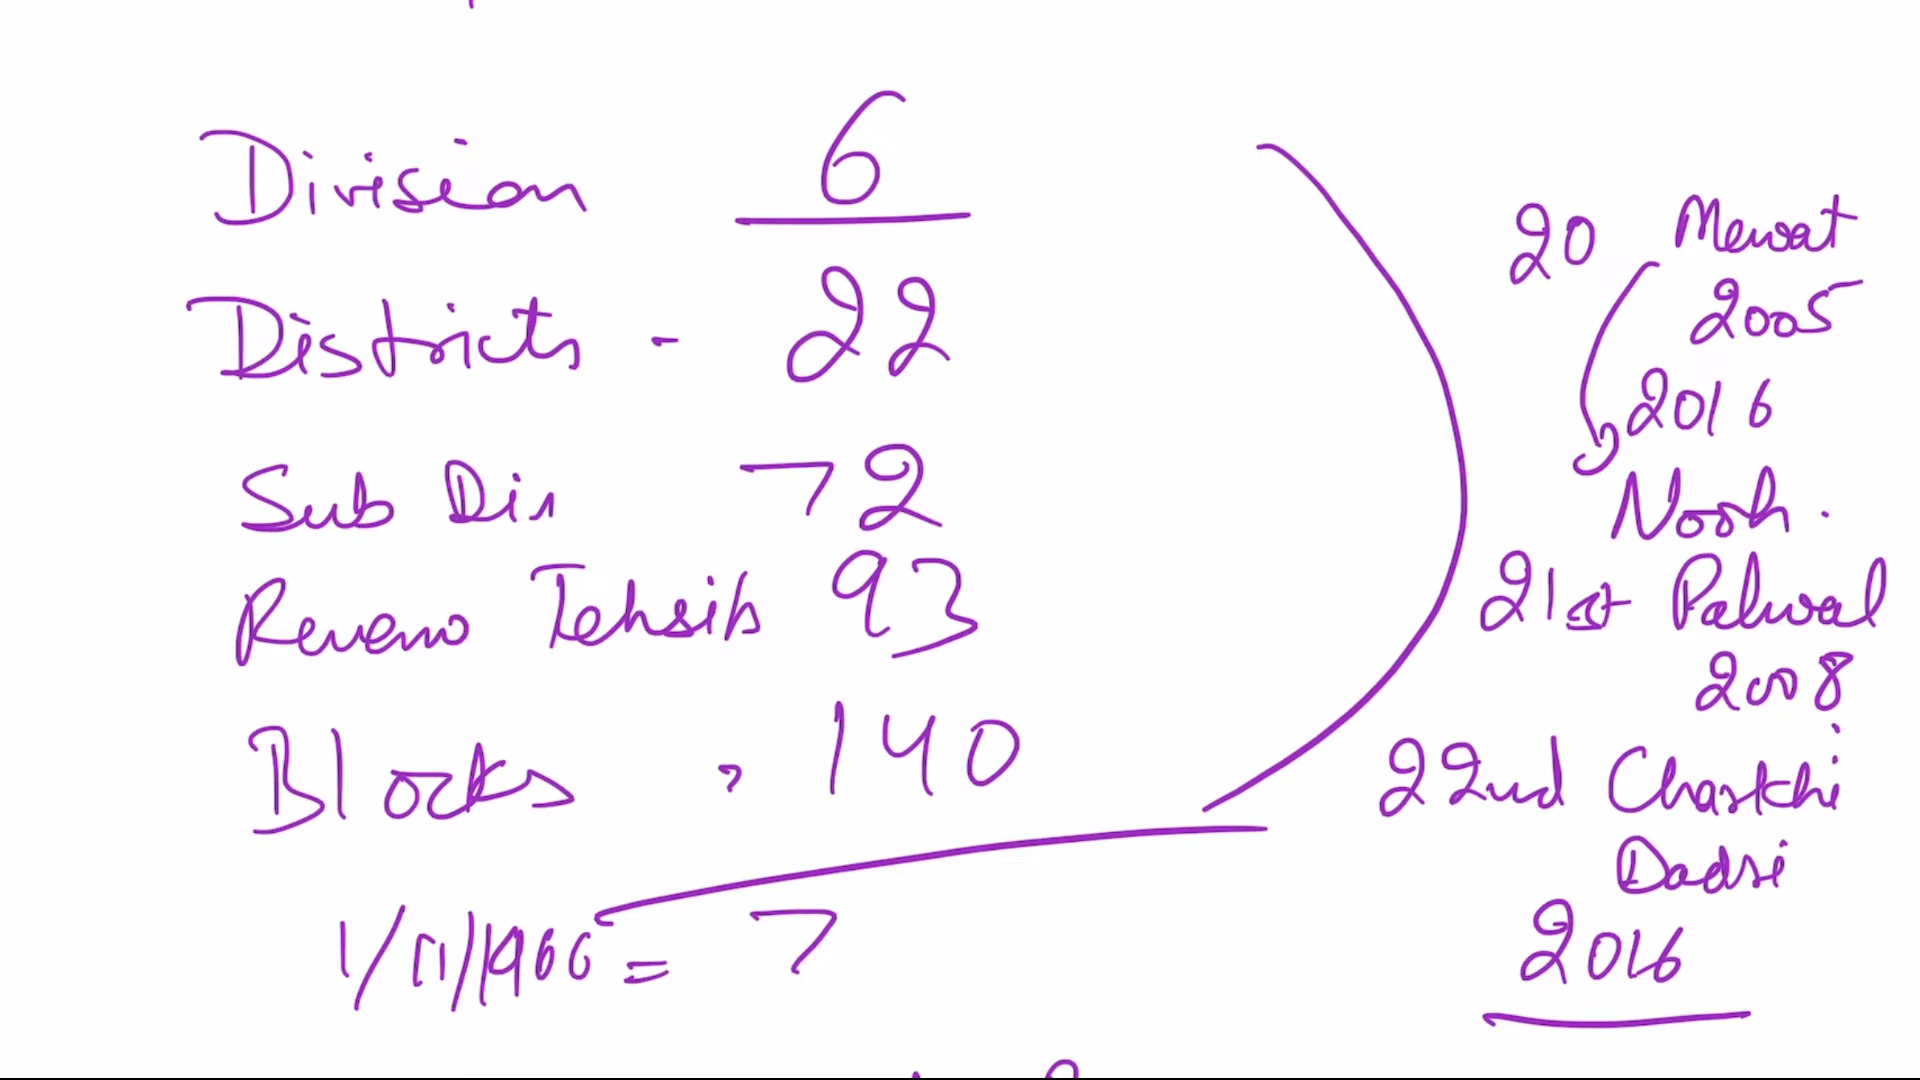 Division 6
Districts - 22
Sub Div 72
Revenue Tehsils 93
Blocks , 140
1/11/1966 = 7
20 Mewat
2005
2016
Nooh.
21st Palwal
2008
22nd Charkhi
Dadri
2016